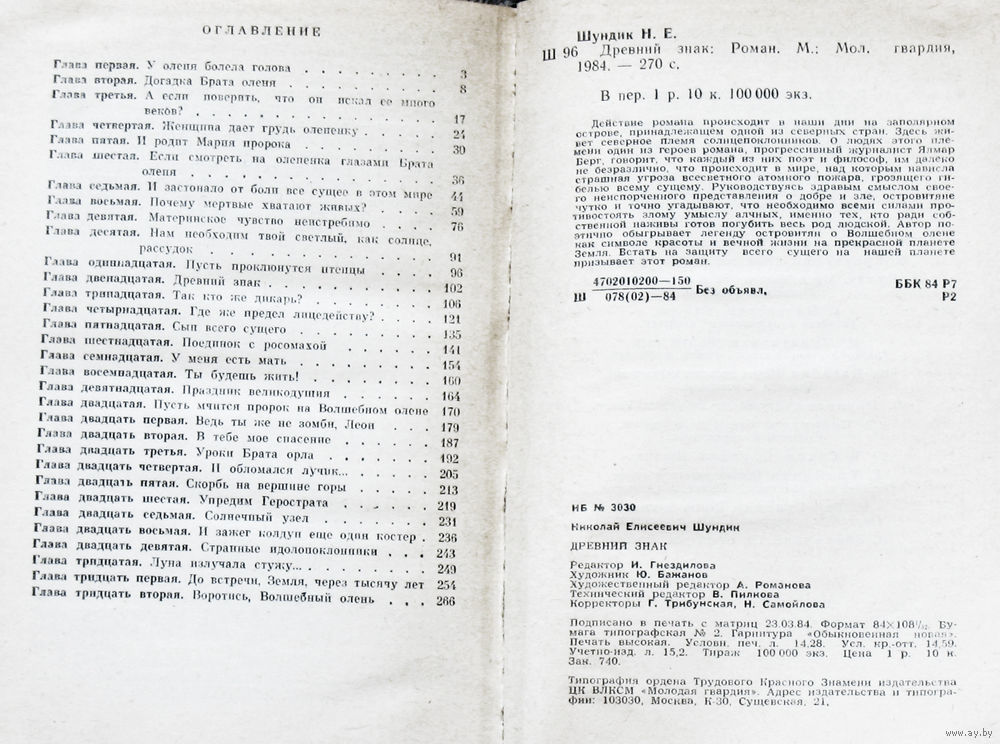 ОГЛАВЛЕНИЕ
Глава первая. У оленя болела голова . . . . . . . . 3
Глава вторая. Догадка Брата оленя . . . . . . . . 8
Глава третья. А если поверить, что он искал ее много
веков? . . . . . . . . . . . 17
Глава четвертая. Женщина дает грудь олененку . . . . . 24
Глава пятая. И родит Мария пророка . . . . . . . . 30
Глава шестая. Если смотреть на олененка глазами Брата
оленя . . . . . . . . . . . 36
Глава седьмая. И застонало от боли все сущее в этом мире 44
Глава восьмая. Почему мертвые хватают живых? . . . . 59
Глава девятая. Материнское чувство неистребимо . . . . 76
Глава десятая. Нам необходим твой светлый, как солнце,
рассудок . . . . . . . . . . 91
Глава одиннадцатая. Пусть проклюнутся птенцы . . . . 96
Глава двенадцатая. Древний знак . . . . . . . . 102
Глава тринадцатая. Так кто же дикарь? . . . . . . 106
Глава четырнадцатая. Где же предел лицедейству? . . . 121
Глава пятнадцатая. Сын всего сущего . . . . . . . 135
Глава шестнадцатая. Поединок с росомахой . . . . . 141
Глава семнадцатая. У меня есть мать . . . . . . . 154
Глава восемнадцатая. Ты будешь жить! . . . . . . 160
Глава девятнадцатая. Праздник великодушия . . . . . 164
Глава двадцатая. Пусть мчится пророк на Волшебном олене 170
Глава двадцать первая. Ведь ты же не зомби, Леон . . . 179
Глава двадцать вторая. В тебе мое спасение . . . . . 187
Глава двадцать третья. Уроки Брата орла . . . . . . 192
Глава двадцать четвертая. И обломался лучик... . . . . 205
Глава двадцать пятая. Скорбь на вершине горы . . . . 213
Глава двадцать шестая. Упредим Герострата . . . . . 219
Глава двадцать седьмая. Солнечный узел . . . . . . 231
Глава двадцать восьмая. И зажег колдун еще один костер . 236
Глава двадцать девятая. Странные идолопоклонники . . . 243
Глава тридцатая. Луна излучала стужу... . . . . . . 249
Глава тридцать первая. До встречи, Земля, через тысячу лет 254
Глава тридцать вторая. Воротись, Волшебный олень . . . 266
Шундик Н. Е.
Ш 96 Древний знак: Роман. М.: Мол. гвардия,
1984. — 270 с.
В пер. 1 р. 10 к. 100 000 экз.
Действие романа происходит в наши дни на заполярном
острове, принадлежащем одной из северных стран. Здесь жи-
вет северное племя солнцепоклонников. О людях этого пле-
мени один из героев романа, прогрессивный журналист Ялмар
Берг, говорит, что каждый из них поэт и философ, им далеко
не безразлично, что происходит в мире, над которым нависла
страшная угроза всесветного атомного пожара, грозящего ги-
белью всему сущему. Руководствуясь здравым смыслом свое-
го неиспорченного представления о добре и зле, островитяне
чутко и точно угадывают, что необходимо всеми силами про-
тивостоять злому умыслу алчных, именно тех, кто ради соб-
ственной наживы готов погубить весь род людской. Автор по-
этично обыгрывает легенду островитян о Волшебном олене
как символе красоты и вечной жизни на прекрасной планете
Земля. Встать на защиту всего сущего на нашей планете
призывает этот роман.
Ш 4702010200—150
078(02)—84 Без объявл. ББК 84 Р7
Р2
ИБ № 3030
Николай Елисеевич Шундик
ДРЕВНИЙ ЗНАК
Редактор И. Гнездилова
Художник Ю. Бажанов
Художественный редактор А. Романова
Технический редактор В. Пилкова
Корректоры Г. Трибунская, Н. Самойлова
Подписано в печать с матриц 23.03.84. Формат 84×108 1/32. Бу-
мага типографская № 2. Гарнитура «Обыкновенная новая».
Печать высокая. Условн. печ. л. 14,28. Усл. кр.-отт. 14,59.
Учетно-изд. л. 15,2. Тираж 100 000 экз. Цена 1 р. 10 к.
Зак. 740.
Типография ордена Трудового Красного Знамени издательства
ЦК ВЛКСМ «Молодая гвардия». Адрес издательства и типогра-
фии: 103030, Москва, К-30, Сущевская, 21.
www.ay.by